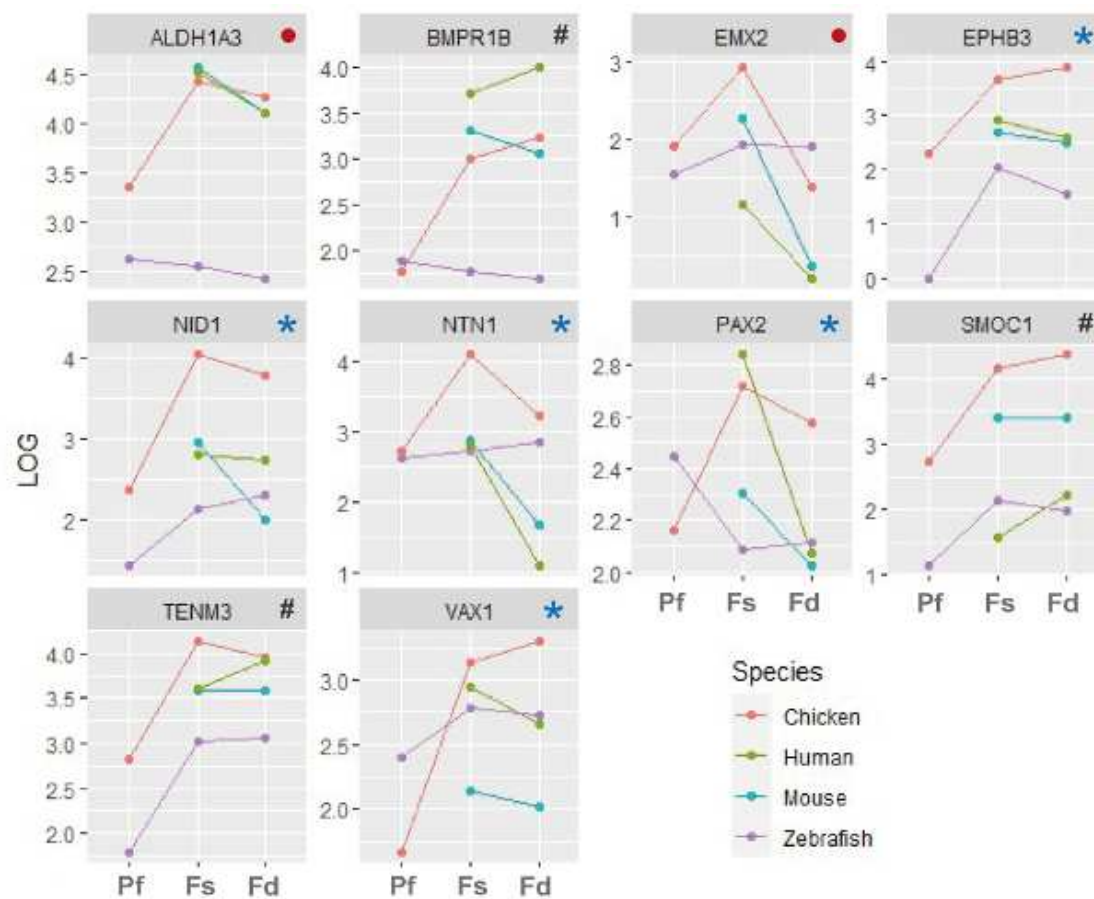 ALDH1A3 ● BMPR1B # EMX2 ● EPHB3 *
4.5 4.0 3 4
4.0 3.5 2 3
3.5 3.0 1 2
3.0 2.5 1
2.5 2.0 0
NID1 * NTN1 * PAX2 * SMOC1 #
4 4 2.8 4
3 3 2.6 3
2 2 2.4 2
1 2.2 1
2.0
LOG
Pf Fs Fd Pf Fs Fd
TENM3 # VAX1 *
4.0 3.0
3.5 2.5
3.0 2.0
2.5
2.0
Pf Fs Fd Pf Fs Fd
Species
Chicken
Human
Mouse
Zebrafish